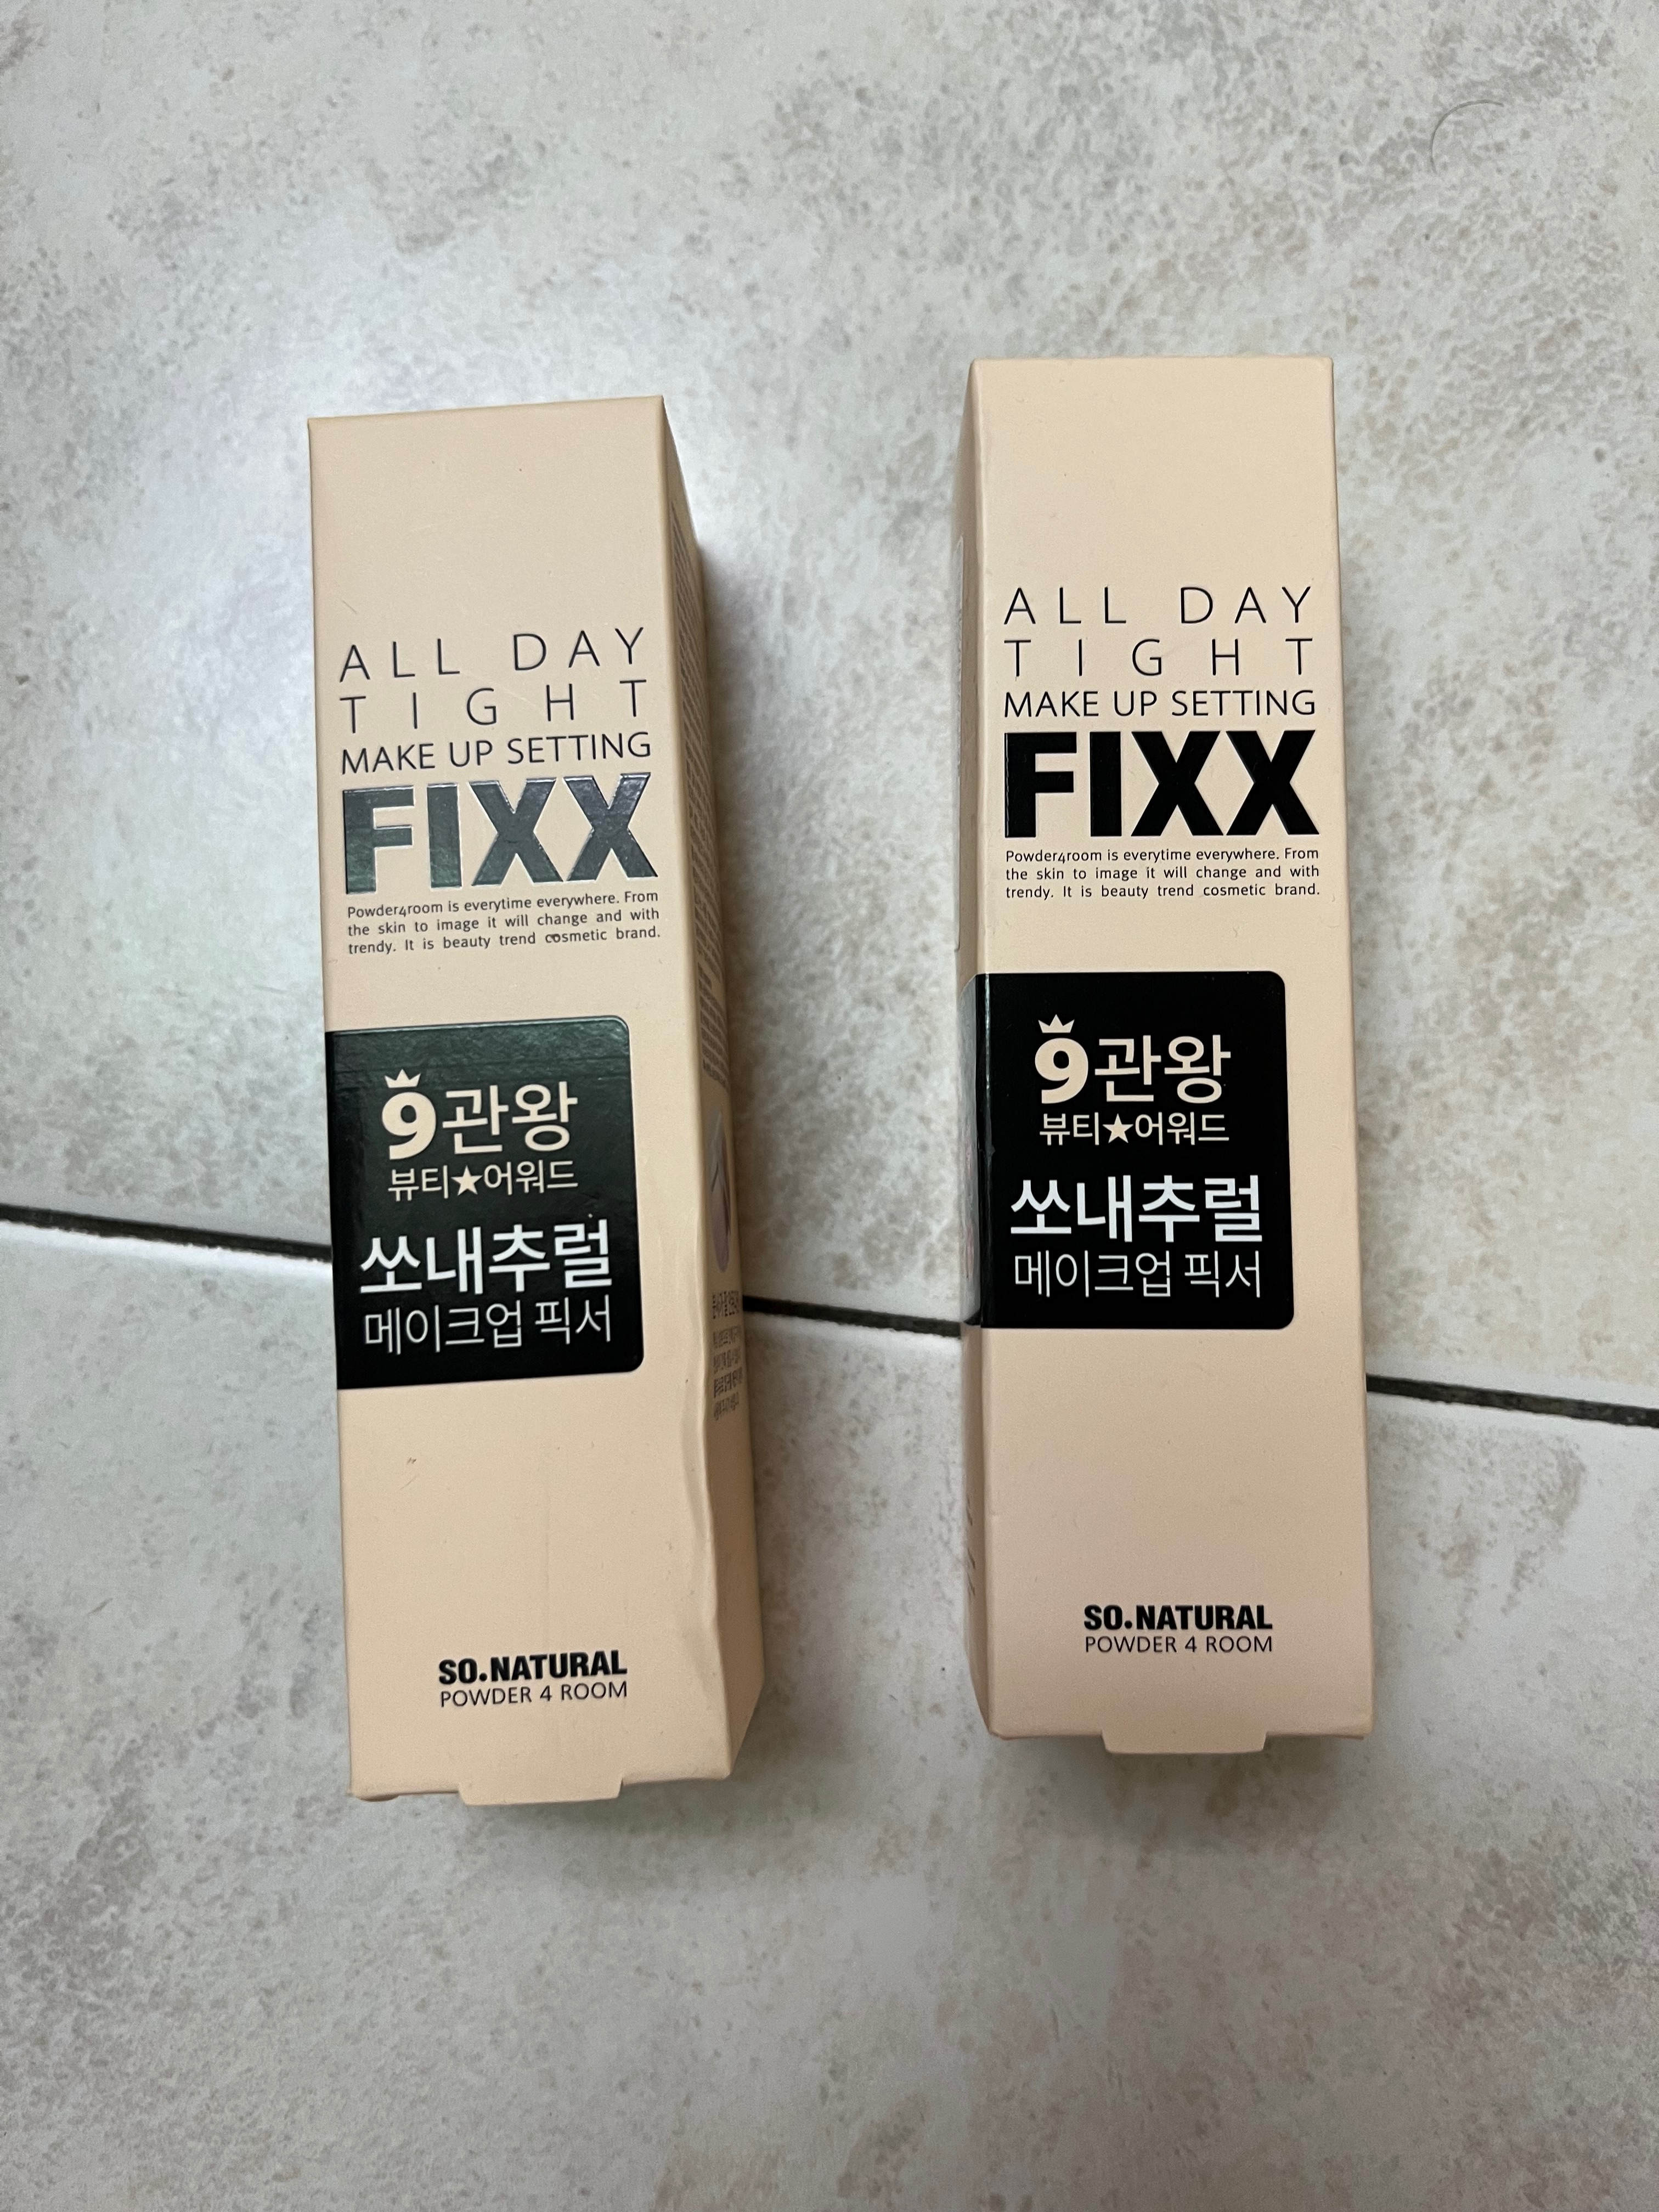 ALL DAY
TIGHT
MAKE UP SETTING
FIXX
Powder4room is everytime everywhere. From
the skin to image it will change and with
trendy. It is beauty trend cosmetic brand.
9관왕
뷰티★어워드
쏘내추럴
메이크업 픽서
SO.NATURAL
POWDER 4 ROOM
ALL DAY
TIGHT
MAKE UP SETTING
FIXX
Powder4room is everytime everywhere. From
the skin to image it will change and with
trendy. It is beauty trend cosmetic brand.
9관왕
뷰티★어워드
쏘내추럴
메이크업 픽서
SO.NATURAL
POWDER 4 ROOM